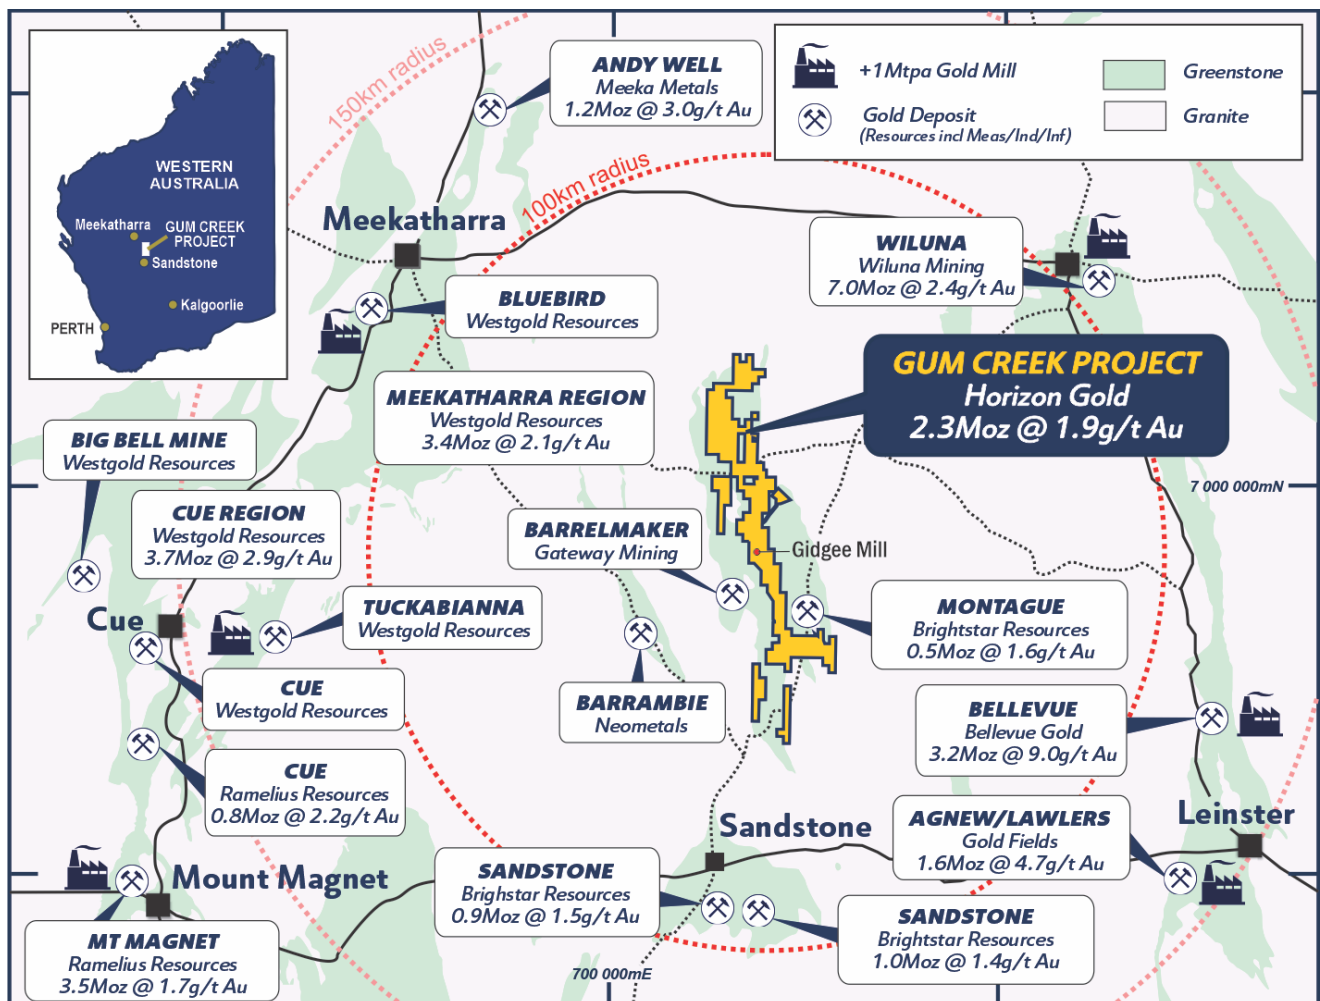 150km radius
ANDY WELL
Meeka Metals
1.2Moz @ 3.0g/t Au
+1Mtpa Gold Mill
Gold Deposit
(Resources incl Meas/Ind/Inf)
Greenstone
Granite
WESTERN
AUSTRALIA
Meekatharra
GUM CREEK
PROJECT
Sandstone
Kalgoorlie
PERTH
100km radius
Meekatharra
WILUNA
Wiluna Mining
7.0Moz @ 2.4g/t Au
BLUEBIRD
Westgold Resources
GUM CREEK PROJECT
Horizon Gold
2.3Moz @ 1.9g/t Au
MEEKATHARRA REGION
Westgold Resources
3.4Moz @ 2.1g/t Au
BIG BELL MINE
Westgold Resources
7 000 000mN
CUE REGION
Westgold Resources
3.7Moz @ 2.9g/t Au
BARRELMAKER
Gateway Mining
Gidgee Mill
Cue
TUCKABIANNA
Westgold Resources
MONTAGUE
Brightstar Resources
0.5Moz @ 1.6g/t Au
CUE
Westgold Resources
BARRAMBIE
Neometals
BELLEVUE
Bellevue Gold
3.2Moz @ 9.0g/t Au
CUE
Ramelius Resources
0.8Moz @ 2.2g/t Au
Sandstone
AGNEW/LAWLERS
Gold Fields
1.6Moz @ 4.7g/t Au
Leinster
Mount Magnet
SANDSTONE
Brighstar Resources
0.9Moz @ 1.5g/t Au
SANDSTONE
Brightstar Resources
1.0Moz @ 1.4g/t Au
MT MAGNET
Ramelius Resources
3.5Moz @ 1.7g/t Au
700 000mE